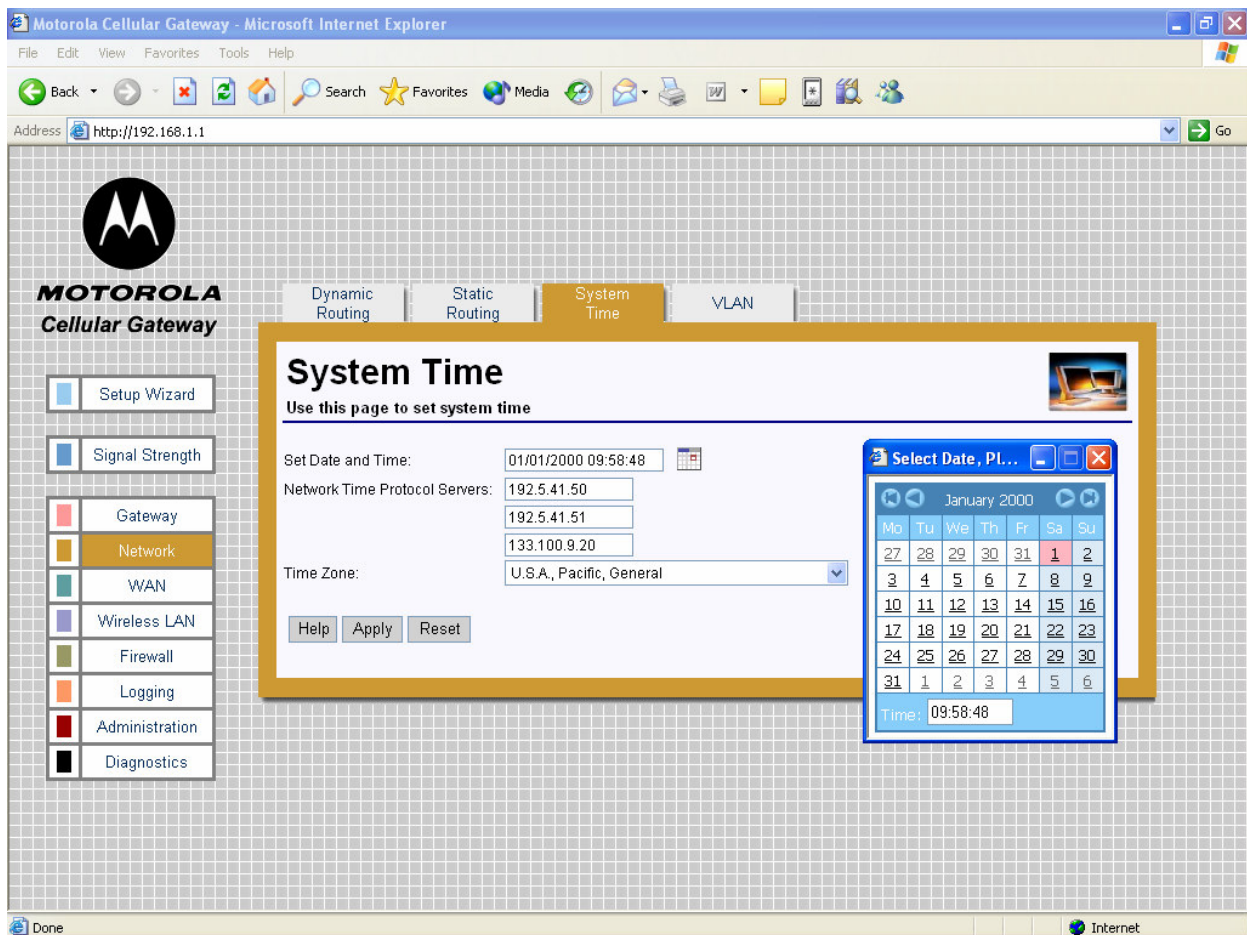 Motorola Cellular Gateway - Microsoft Internet Explorer
File Edit View Favorites Tools Help
Back Search Favorites Media
Address http://192.168.1.1 Go
MOTOROLA
Cellular Gateway
Setup Wizard
Signal Strength
Gateway
Network
WAN
Wireless LAN
Firewall
Logging
Administration
Diagnostics
Dynamic Routing
Static Routing
System Time
VLAN
System Time
Use this page to set system time
Set Date and Time: 01/01/2000 09:58:48
Network Time Protocol Servers: 192.5.41.50
192.5.41.51
133.100.9.20
Time Zone: U.S.A., Pacific, General
Help Apply Reset
Select Date, Pl...
January 2000
Mo Tu We Th Fr Sa Su
27 28 29 30 31 1 2
3 4 5 6 7 8 9
10 11 12 13 14 15 16
17 18 19 20 21 22 23
24 25 26 27 28 29 30
31 1 2 3 4 5 6
Time: 09:58:48
Done Internet